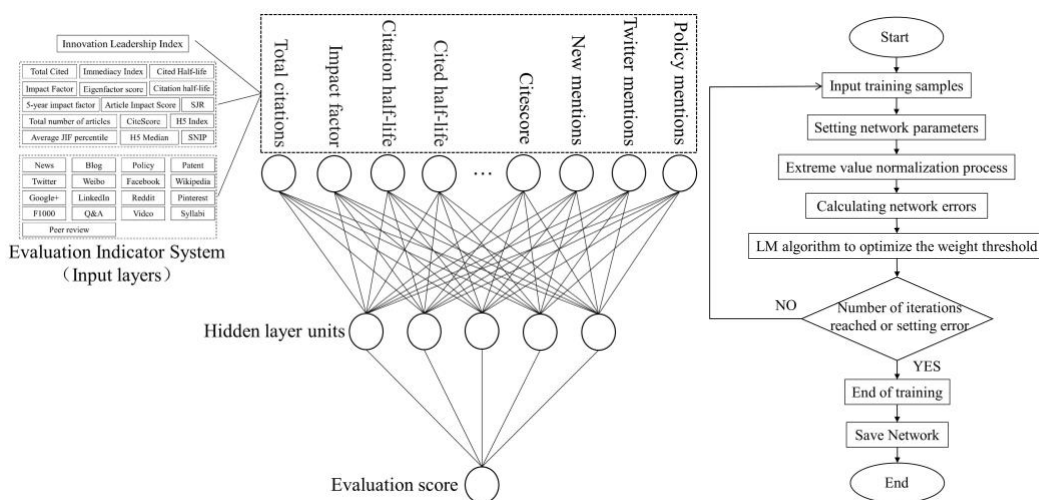 Innovation Leadership Index
Total Cited
Immediacy Index
Cited Half-life
Impact Factor
Eigenfactor score
Citation half-life
5-year impact factor
Article Impact Score
SJR
Total number of articles
CiteScore
H5 Index
Average JIF percentile
H5 Median
SNIP
News
Blog
Policy
Patent
Twitter
Weibo
Facebook
Wikipedia
Google+
LinkedIn
Reddit
Pinterest
F1000
Q&A
Vidco
Syllabi
Peer review
Evaluation Indicator System
（Input layers）
Total citations
Impact factor
Citation half-life
Cited half-life
...
Citescore
New mentions
Twitter mentions
Policy mentions
Hidden layer units
Evaluation score
Start
Input training samples
Setting network parameters
Extreme value normalization process
Calculating network errors
LM algorithm to optimize the weight threshold
NO
Number of iterations
reached or setting error
YES
End of training
Save Network
End